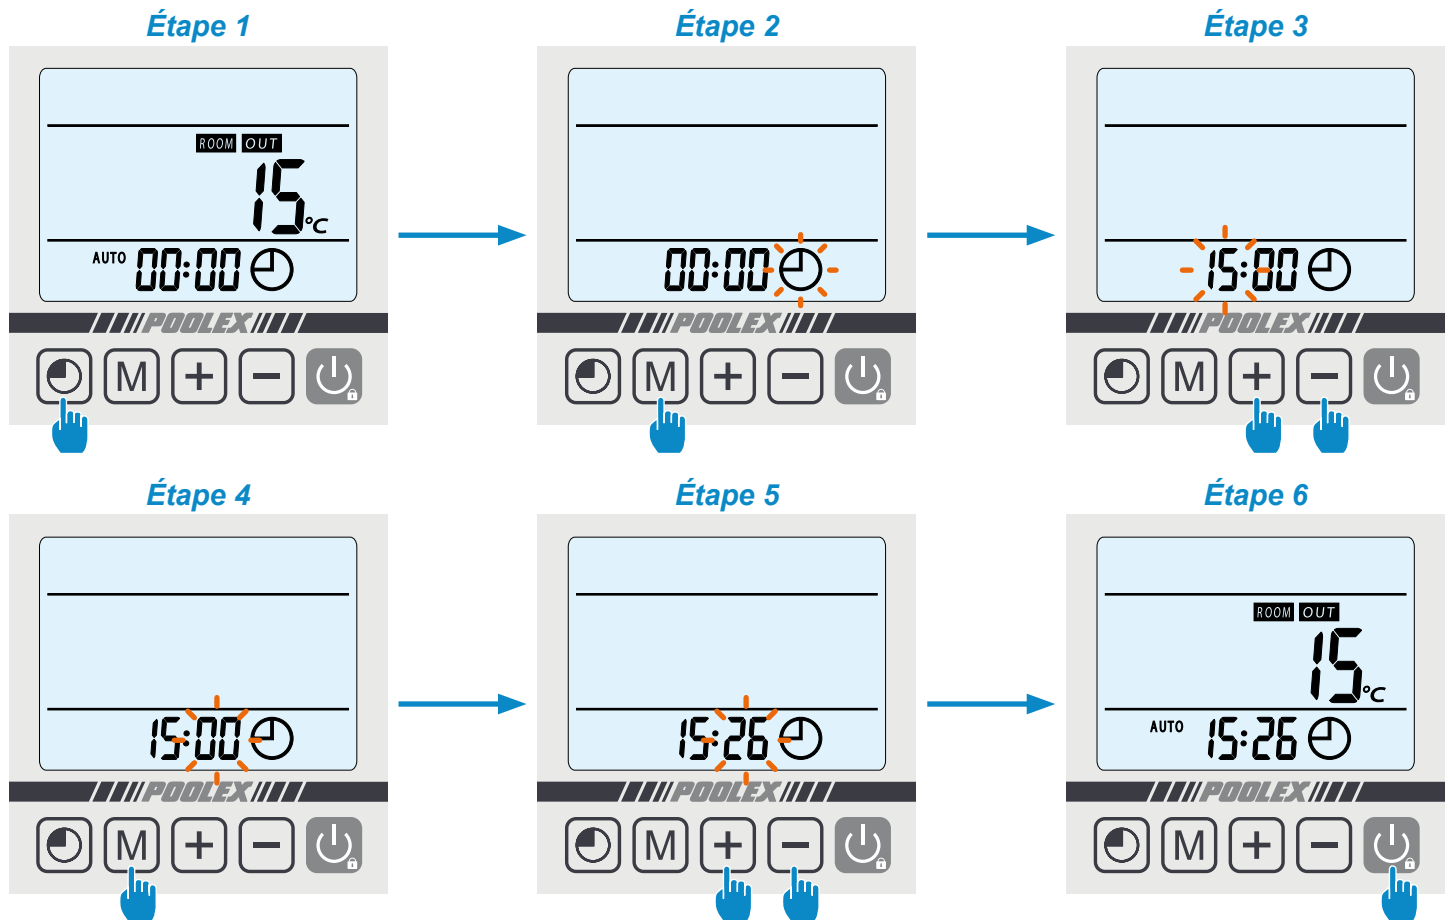 Étape 1
ROOM OUT
15°C
AUTO 00:00
POOLEX
M + −
Étape 2
00:00
POOLEX
M + −
Étape 3
15:00
POOLEX
M + −
Étape 4
15:00
POOLEX
M + −
Étape 5
15:26
POOLEX
M + −
Étape 6
ROOM OUT
15°C
AUTO 15:26
POOLEX
M + −